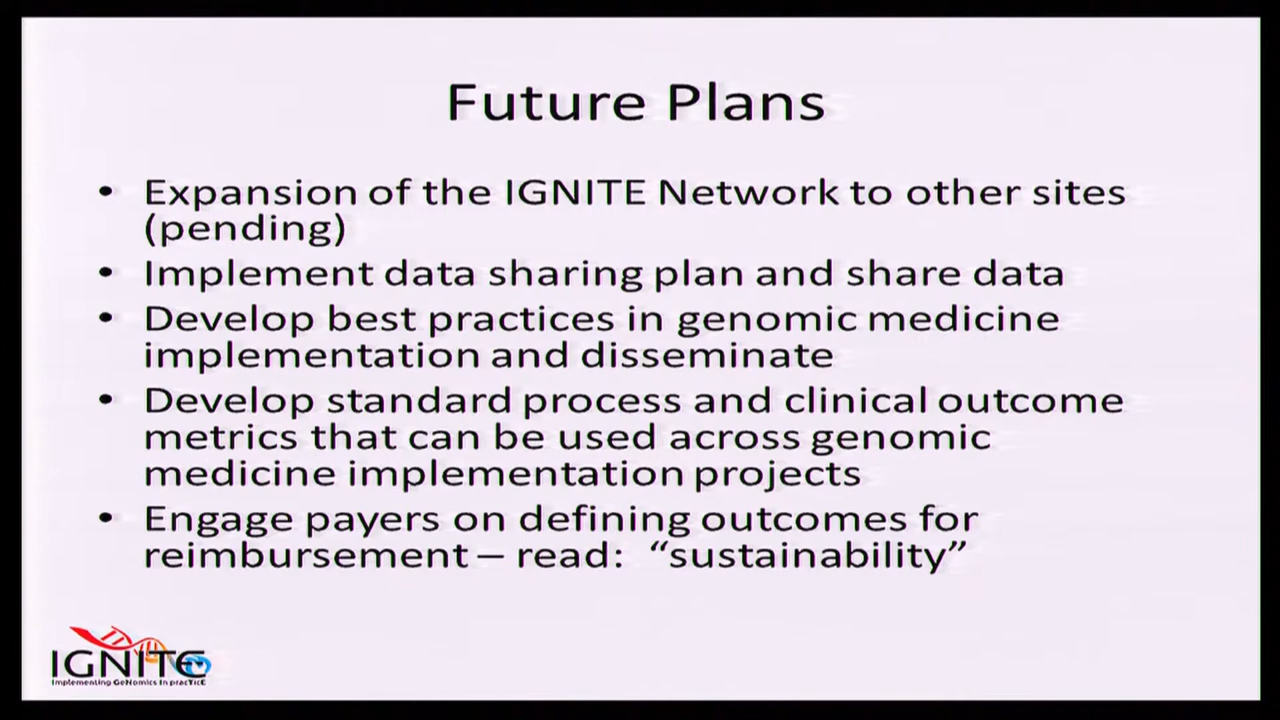 Future Plans
• Expansion of the IGNITE Network to other sites
(pending)
• Implement data sharing plan and share data
• Develop best practices in genomic medicine
implementation and disseminate
• Develop standard process and clinical outcome
metrics that can be used across genomic
medicine implementation projects
• Engage payers on defining outcomes for
reimbursement – read: “sustainability”
IGNITE
Implementing GeNomics In pracTicE